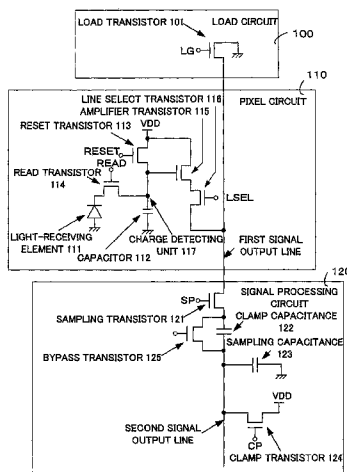 LOAD TRANSISTOR 101
LOAD CIRCUIT
100
LG
110
LINE SELECT TRANSISTOR 116
PIXEL CIRCUIT
AMPLIFIER TRANSISTOR 115
RESET TRANSISTOR 113
VDD
RESET
READ TRANSISTOR 114
READ
LSEL
LIGHT-RECEIVING ELEMENT 111
CHARGE DETECTING UNIT 117
CAPACITOR 112
FIRST SIGNAL OUTPUT LINE
120
SP
SIGNAL PROCESSING CIRCUIT
SAMPLING TRANSISTOR 121
CLAMP CAPACITANCE 122
SAMPLING CAPACITANCE 123
BYPASS TRANSISTOR 125
VDD
SECOND SIGNAL OUTPUT LINE
CP
CLAMP TRANSISTOR 124